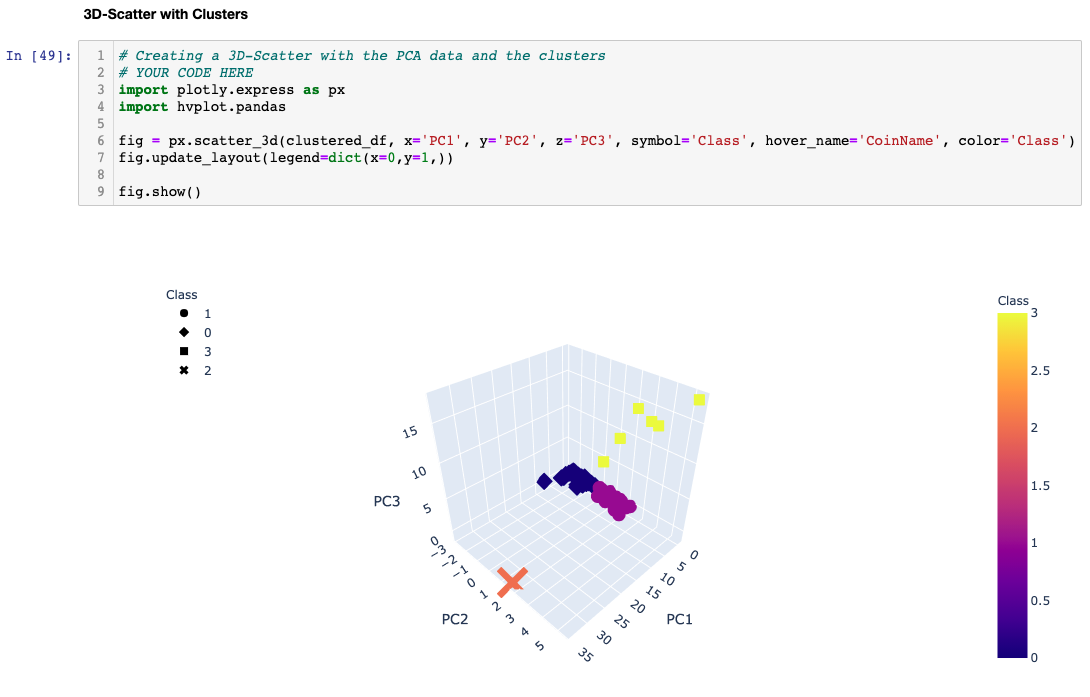 3D-Scatter with Clusters
In [49]:
1 # Creating a 3D-Scatter with the PCA data and the clusters
2 # YOUR CODE HERE
3 import plotly.express as px
4 import hvplot.pandas
5
6 fig = px.scatter_3d(clustered_df, x='PC1', y='PC2', z='PC3', symbol='Class', hover_name='CoinName', color='Class')
7 fig.update_layout(legend=dict(x=0,y=1,))
8
9 fig.show()
Class
1
0
3
2
Class
3
2.5
2
1.5
1
0.5
0
15
10
5
0
PC3
−3
−2
−1
0
1
2
3
4
5
PC2
0
5
10
15
20
25
30
35
PC1